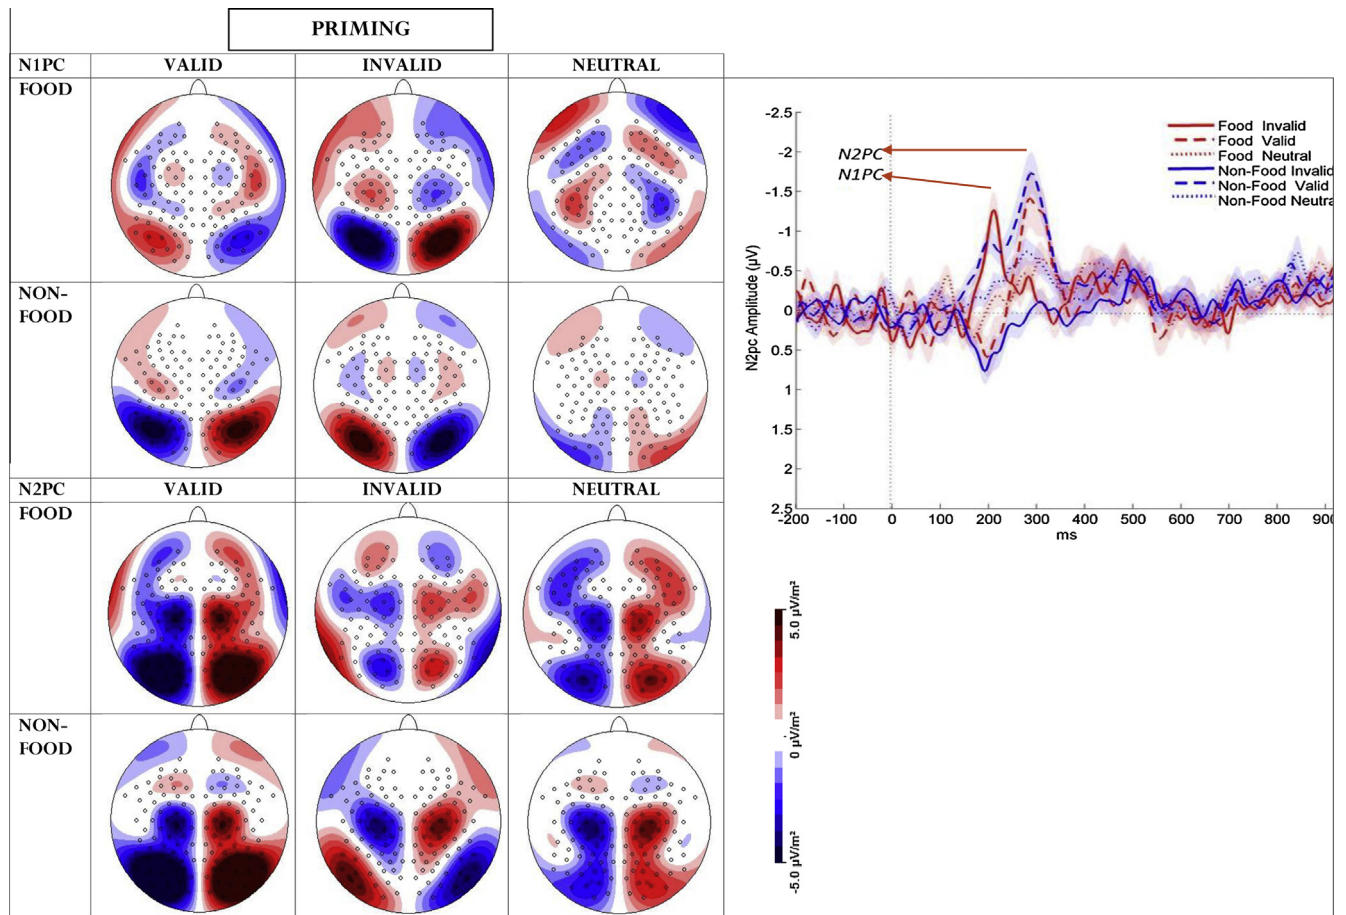 PRIMING
N1PC VALID INVALID NEUTRAL
FOOD
NON-
FOOD
N2PC VALID INVALID NEUTRAL
FOOD
NON-
FOOD
-2.5
-2
-1.5
-1
-0.5
0
0.5
1
1.5
2
2.5
N2pc Amplitude (µV)
-200 -100 0 100 200 300 400 500 600 700 800 900
ms
N2PC
N1PC
Food Invalid
Food Valid
Food Neutral
Non-Food Invalid
Non-Food Valid
Non-Food Neutra
5.0 µV/m²
0 µV/m²
-5.0 µV/m²